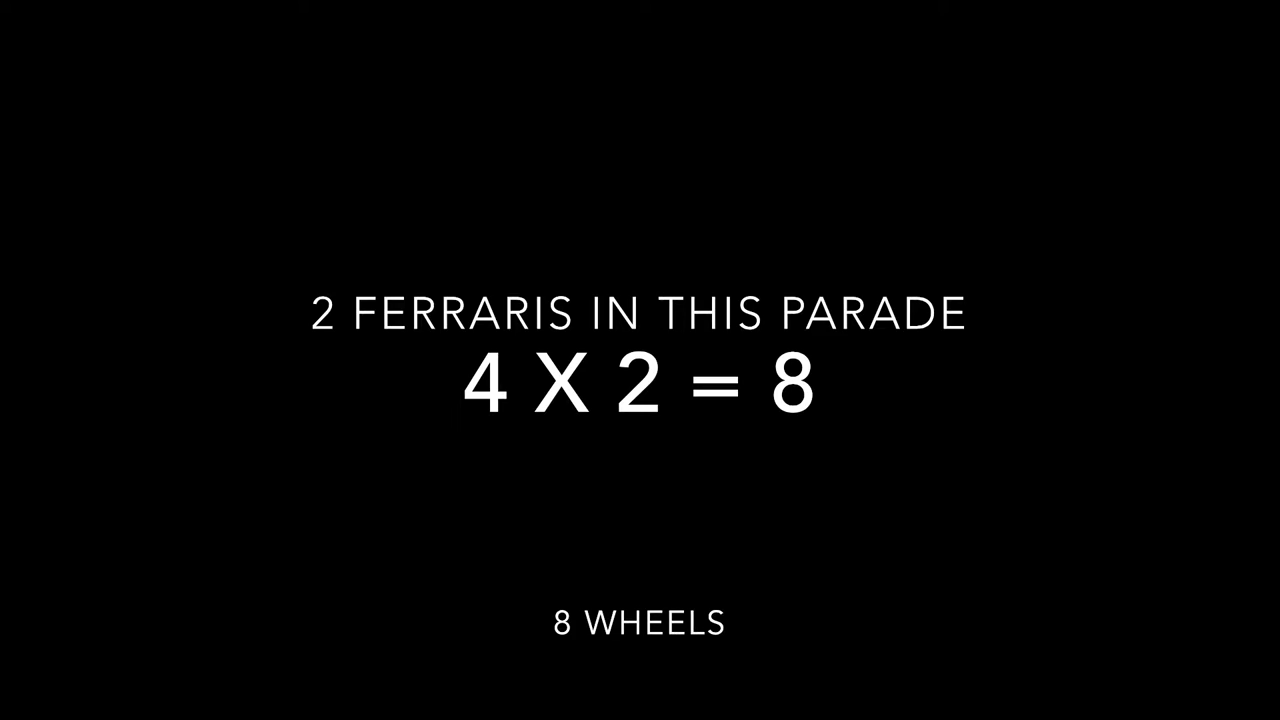 2 FERRARIS IN THIS PARADE
4 X 2 = 8
8 WHEELS